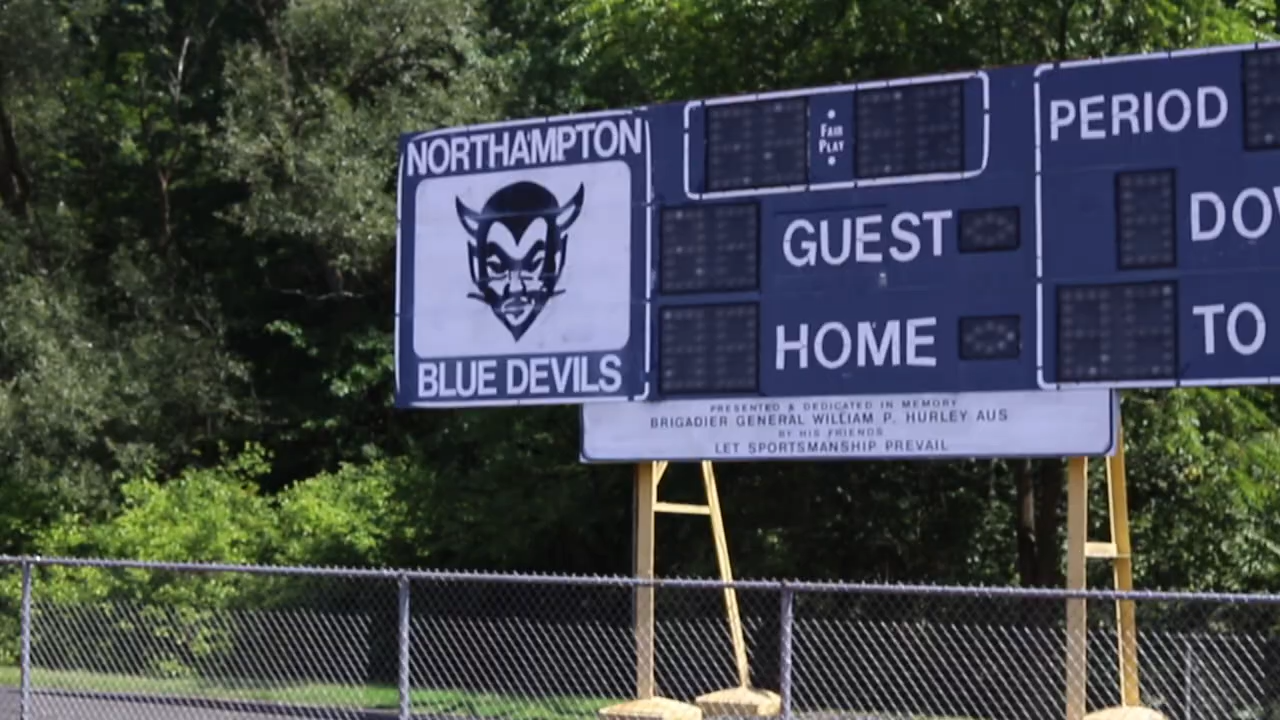 NORTHAMPTON
BLUE DEVILS
FAIR
PLAY
GUEST
HOME
PERIOD
DO
TO
PRESENTED & DEDICATED IN MEMORY
BRIGADIER GENERAL WILLIAM P. HURLEY AUS
BY HIS FRIENDS
LET SPORTSMANSHIP PREVAIL